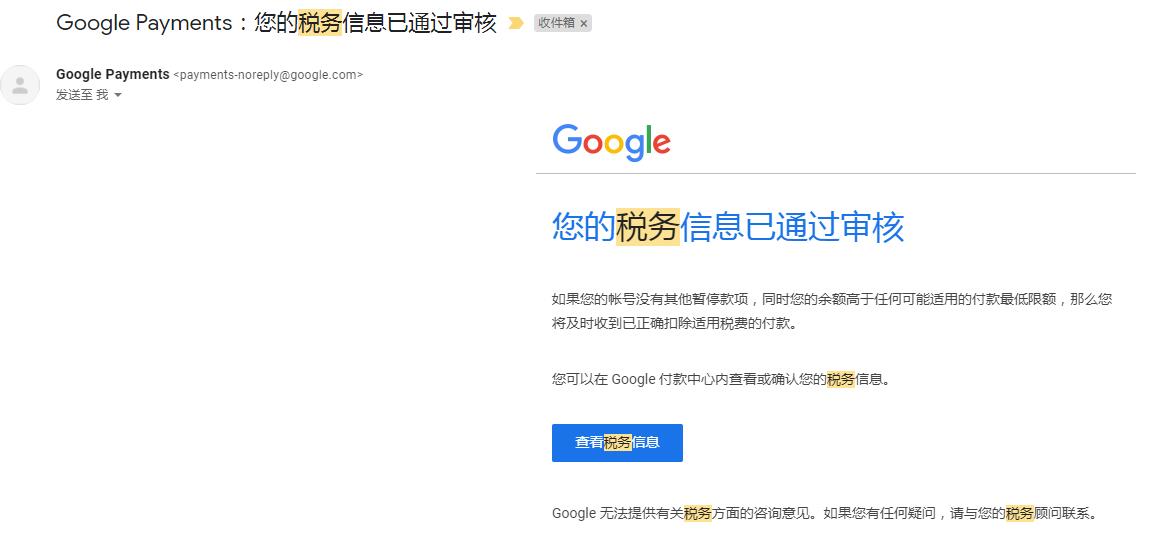 Google Payments：您的税务信息已通过审核 收件箱 ×
Google Payments <payments-noreply@google.com>
发送至 我
Google
您的税务信息已通过审核
如果您的帐号没有其他暂停款项，同时您的余额高于任何可能适用的付款最低限额，那么您
将及时收到已正确扣除适用税费的付款。
您可以在 Google 付款中心内查看或确认您的税务信息。
查看税务信息
Google 无法提供有关税务方面的咨询意见。如果您有任何疑问，请与您的税务顾问联系。